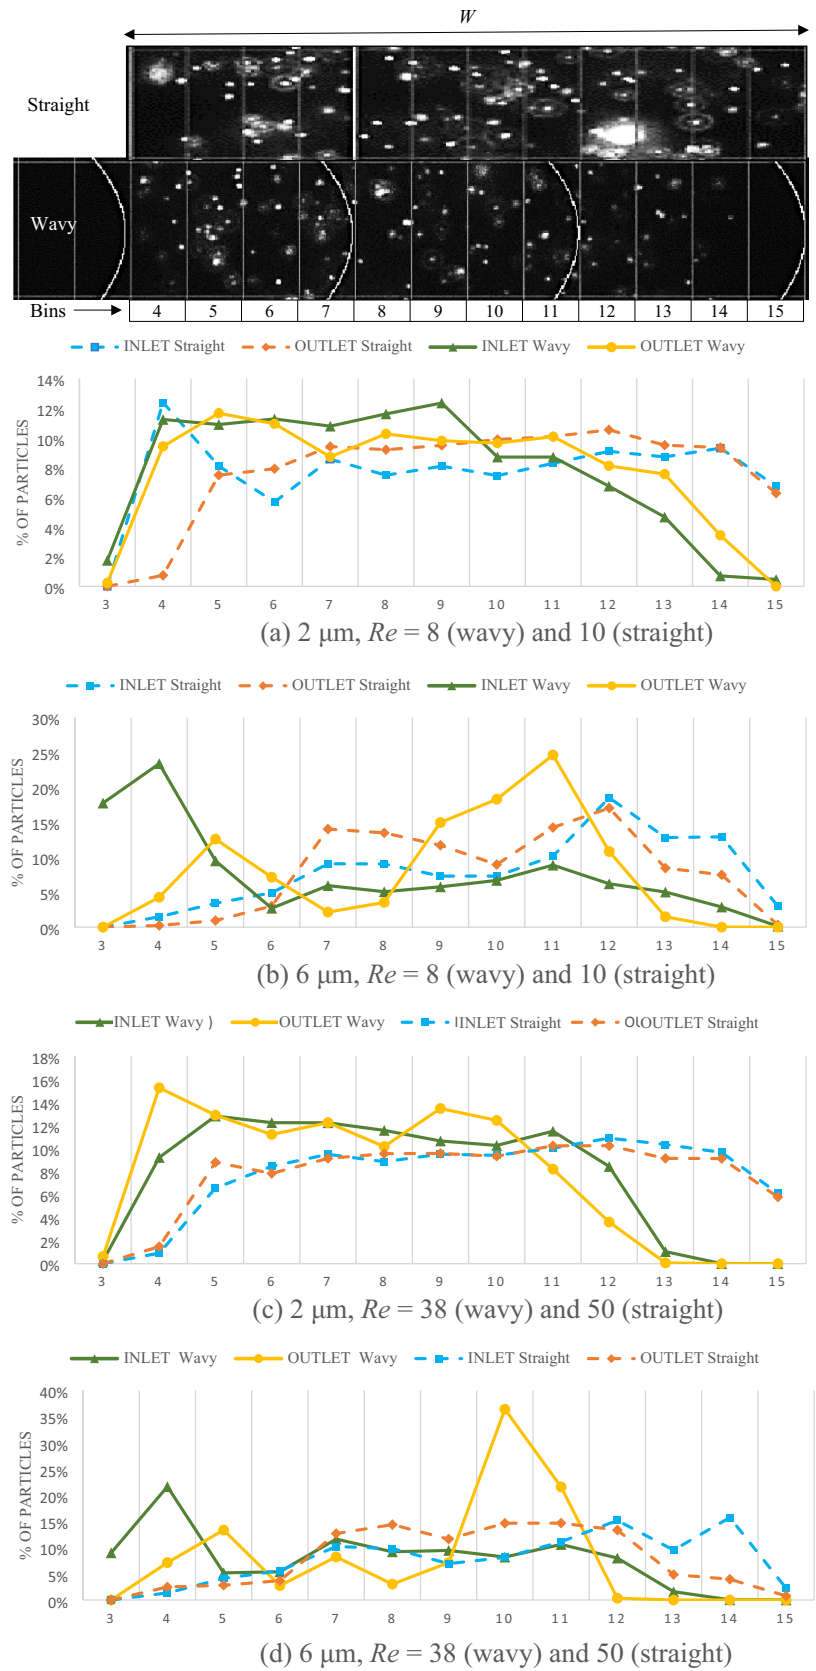 W
Straight
Wavy
Bins 4 5 6 7 8 9 10 11 12 13 14 15
INLET Straight OUTLET Straight INLET Wavy OUTLET Wavy
14%
12%
10%
8%
6%
4%
2%
0%
% OF PARTICLES
3 4 5 6 7 8 9 10 11 12 13 14 15
(a) 2 μm, Re = 8 (wavy) and 10 (straight)
INLET Straight OUTLET Straight INLET Wavy OUTLET Wavy
30%
25%
20%
15%
10%
5%
0%
% OF PARTICLES
3 4 5 6 7 8 9 10 11 12 13 14 15
(b) 6 μm, Re = 8 (wavy) and 10 (straight)
INLET Wavy ) OUTLET Wavy INLET Straight OUTLET Straight
18%
16%
14%
12%
10%
8%
6%
4%
2%
0%
% OF PARTICLES
3 4 5 6 7 8 9 10 11 12 13 14 15
(c) 2 μm, Re = 38 (wavy) and 50 (straight)
INLET Wavy OUTLET Wavy INLET Straight OUTLET Straight
40%
35%
30%
25%
20%
15%
10%
5%
0%
% OF PARTICLES
3 4 5 6 7 8 9 10 11 12 13 14 15
(d) 6 μm, Re = 38 (wavy) and 50 (straight)